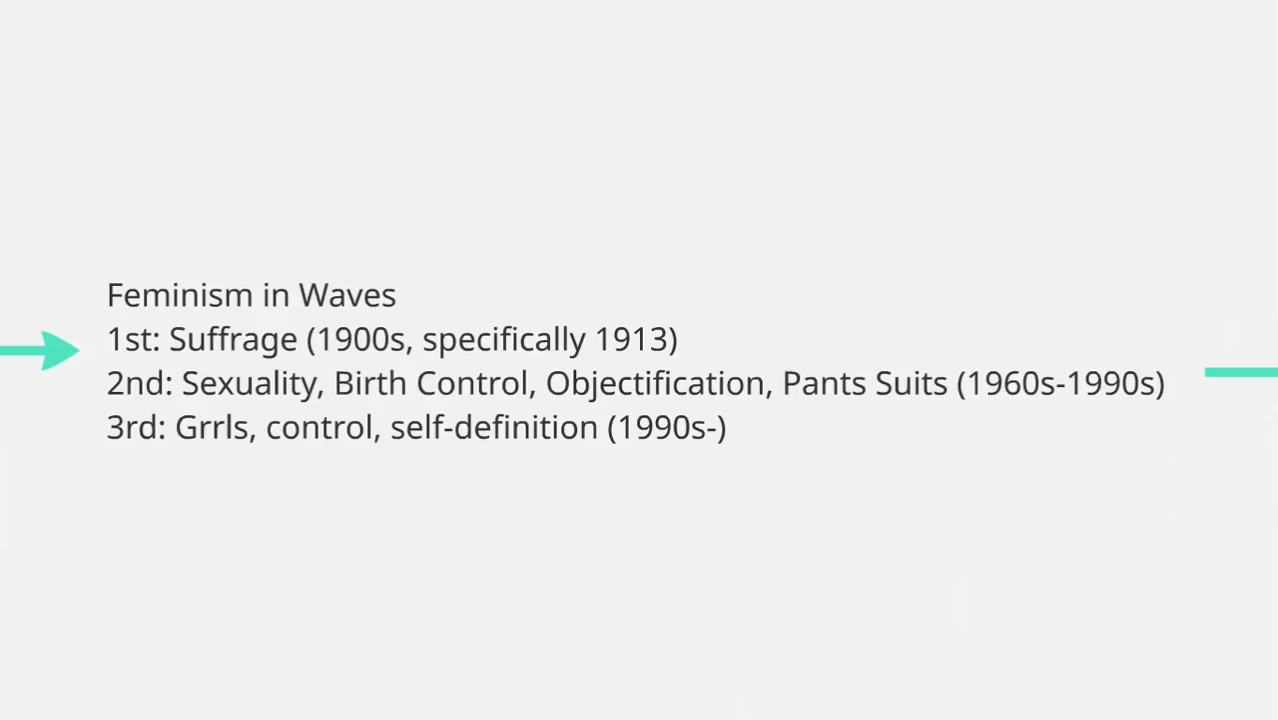 Feminism in Waves
1st: Suffrage (1900s, specifically 1913)
2nd: Sexuality, Birth Control, Objectification, Pants Suits (1960s-1990s)
3rd: Grrls, control, self-definition (1990s-)